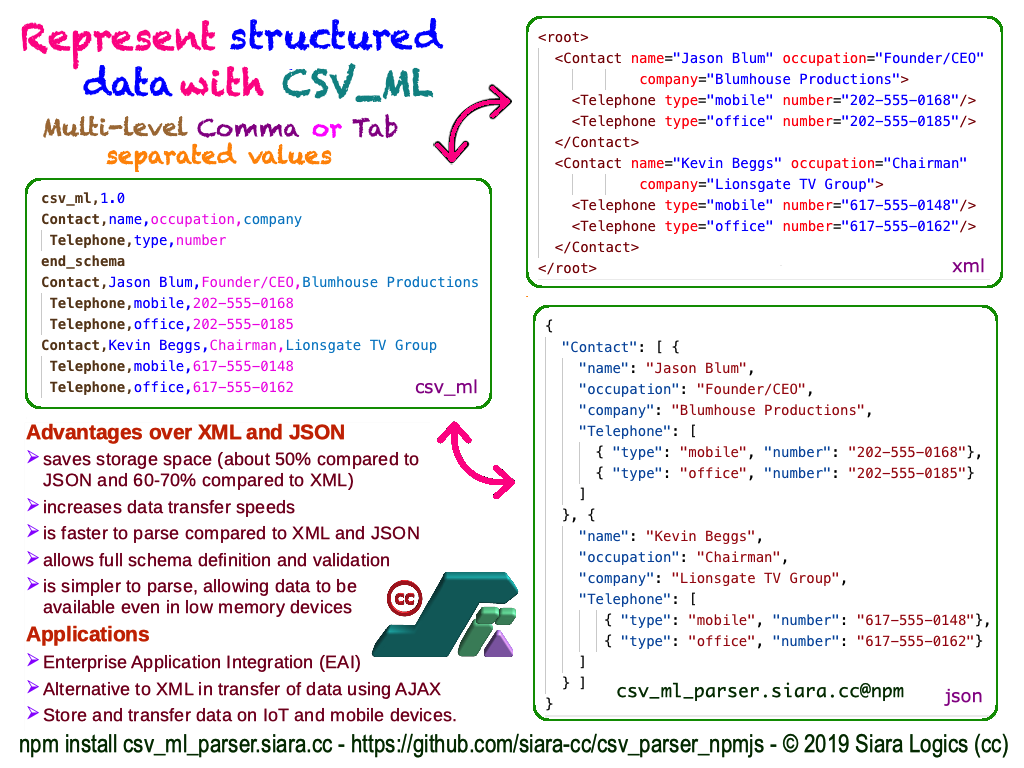 Represent structured
data with CSV_ML
Multi-level Comma or Tab
separated values
csv_ml,1.0
Contact,name,occupation,company
Telephone,type,number
end_schema
Contact,Jason Blum,Founder/CEO,Blumhouse Productions
Telephone,mobile,202-555-0168
Telephone,office,202-555-0185
Contact,Kevin Beggs,Chairman,Lionsgate TV Group
Telephone,mobile,617-555-0148
Telephone,office,617-555-0162
csv_ml
<root>
<Contact name="Jason Blum" occupation="Founder/CEO"
company="Blumhouse Productions">
<Telephone type="mobile" number="202-555-0168"/>
<Telephone type="office" number="202-555-0185"/>
</Contact>
<Contact name="Kevin Beggs" occupation="Chairman"
company="Lionsgate TV Group">
<Telephone type="mobile" number="617-555-0148"/>
<Telephone type="office" number="617-555-0162"/>
</Contact>
</root>
xml
{
"Contact": [ {
"name": "Jason Blum",
"occupation": "Founder/CEO",
"company": "Blumhouse Productions",
"Telephone": [
{ "type": "mobile", "number": "202-555-0168"},
{ "type": "office", "number": "202-555-0185"}
]
}, {
"name": "Kevin Beggs",
"occupation": "Chairman",
"company": "Lionsgate TV Group",
"Telephone": [
{ "type": "mobile", "number": "617-555-0148"},
{ "type": "office", "number": "617-555-0162"}
]
} ]
}
csv_ml_parser.siara.cc@npm
json
Advantages over XML and JSON
saves storage space (about 50% compared to
JSON and 60-70% compared to XML)
increases data transfer speeds
is faster to parse compared to XML and JSON
allows full schema definition and validation
is simpler to parse, allowing data to be
available even in low memory devices
cc
Applications
Enterprise Application Integration (EAI)
Alternative to XML in transfer of data using AJAX
Store and transfer data on IoT and mobile devices.
npm install csv_ml_parser.siara.cc - https://github.com/siara-cc/csv_parser_npmjs - © 2019 Siara Logics (cc)